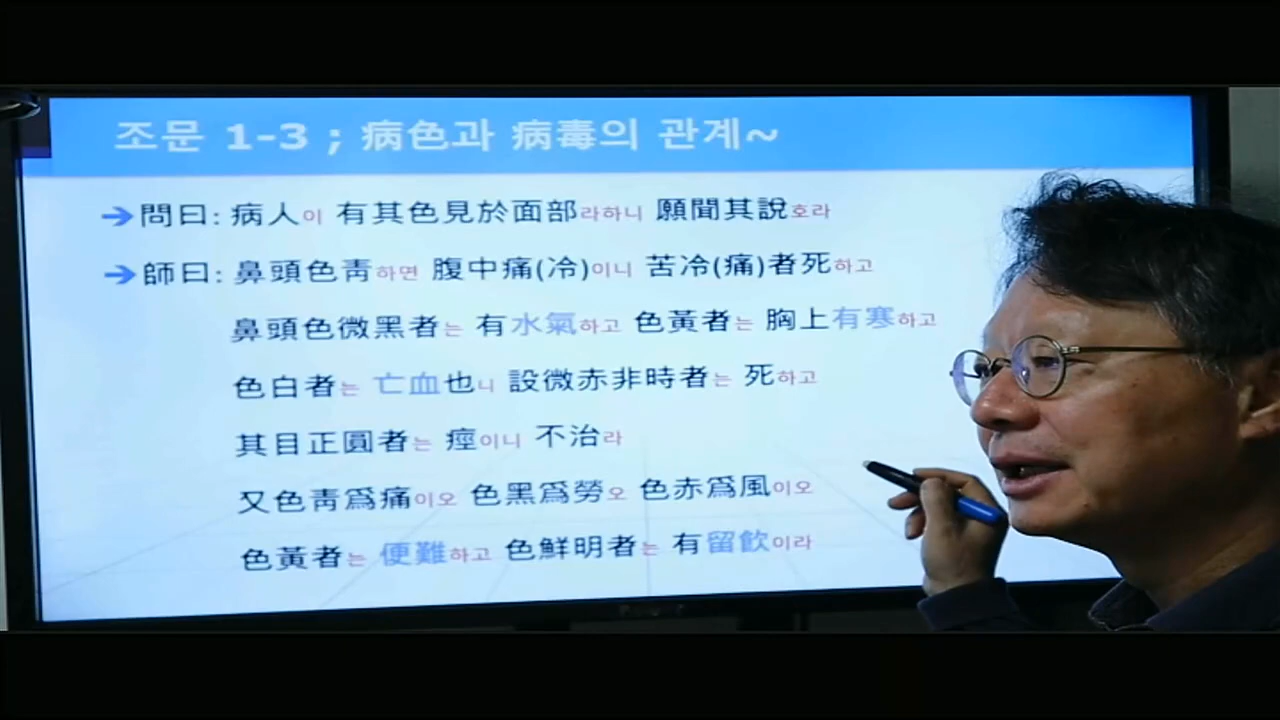 조문 1-3 ; 病色과 病毒의 관계~
➔ 問曰: 病人이 有其色見於面部라하니 願聞其說호라
➔ 師曰: 鼻頭色靑하면 腹中痛(冷)이니 苦冷(痛)者死하고
鼻頭色微黑者는 有水氣하고 色黃者는 胸上有寒하고
色白者는 亡血也니 設微赤非時者는 死하고
其目正圓者는 痙이니 不治라
又色靑爲痛이오 色黑爲勞오 色赤爲風이오
色黃者는 便難하고 色鮮明者는 有留飮이라